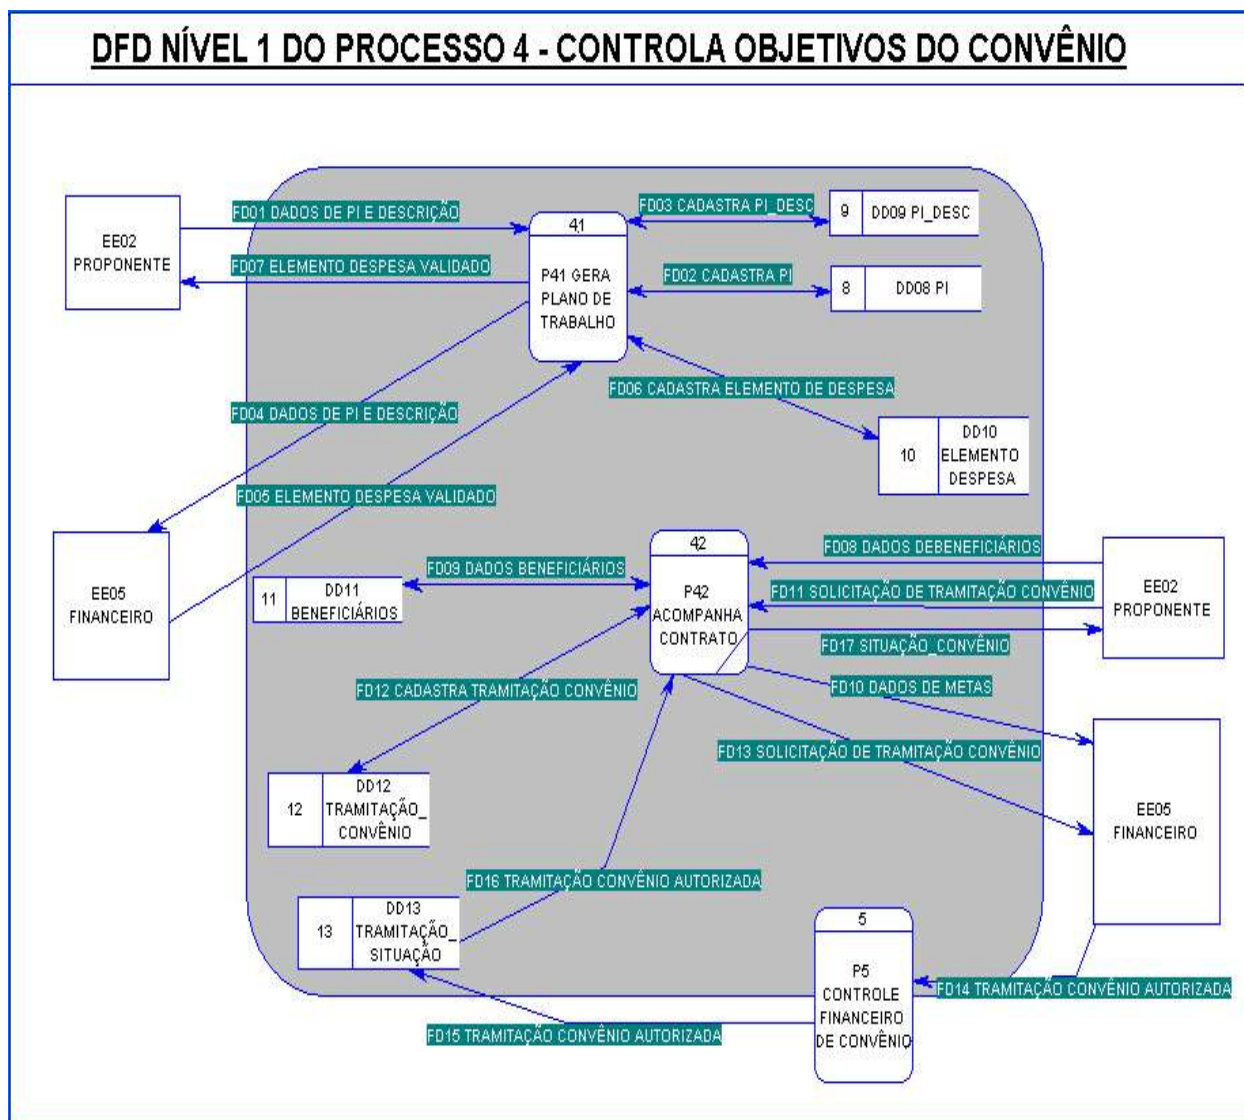 DFD NÍVEL 1 DO PROCESSO 4 - CONTROLA OBJETIVOS DO CONVÊNIO
EE02
PROPONENTE
FD01 DADOS DE PI E DESCRIÇÃO
FD07 ELEMENTO DESPESA VALIDADO
4.1
P41 GERA
PLANO DE
TRABALHO
FD03 CADASTRA PI_DESC
9
DD09 PI_DESC
FD02 CADASTRA PI
8
DD08 PI
FD06 CADASTRA ELEMENTO DE DESPESA
10
DD10
ELEMENTO
DESPESA
FD04 DADOS DE PI E DESCRIÇÃO
FD05 ELEMENTO DESPESA VALIDADO
EE05
FINANCEIRO
11
DD11
BENEFICIÁRIOS
FD09 DADOS BENEFICIÁRIOS
4.2
P42
ACOMPANHA
CONTRATO
FD08 DADOS DEBENEFICIÁRIOS
FD11 SOLICITAÇÃO DE TRAMITAÇÃO CONVÊNIO
FD17 SITUAÇÃO_CONVÊNIO
EE02
PROPONENTE
FD12 CADASTRA TRAMITAÇÃO CONVÊNIO
FD10 DADOS DE METAS
FD13 SOLICITAÇÃO DE TRAMITAÇÃO CONVÊNIO
EE05
FINANCEIRO
12
DD12
TRAMITAÇÃO_
CONVÊNIO
FD16 TRAMITAÇÃO CONVÊNIO AUTORIZADA
13
DD13
TRAMITAÇÃO_
SITUAÇÃO
5
P5
CONTROLE
FINANCEIRO
DE CONVÊNIO
FD14 TRAMITAÇÃO CONVÊNIO AUTORIZADA
FD15 TRAMITAÇÃO CONVÊNIO AUTORIZADA